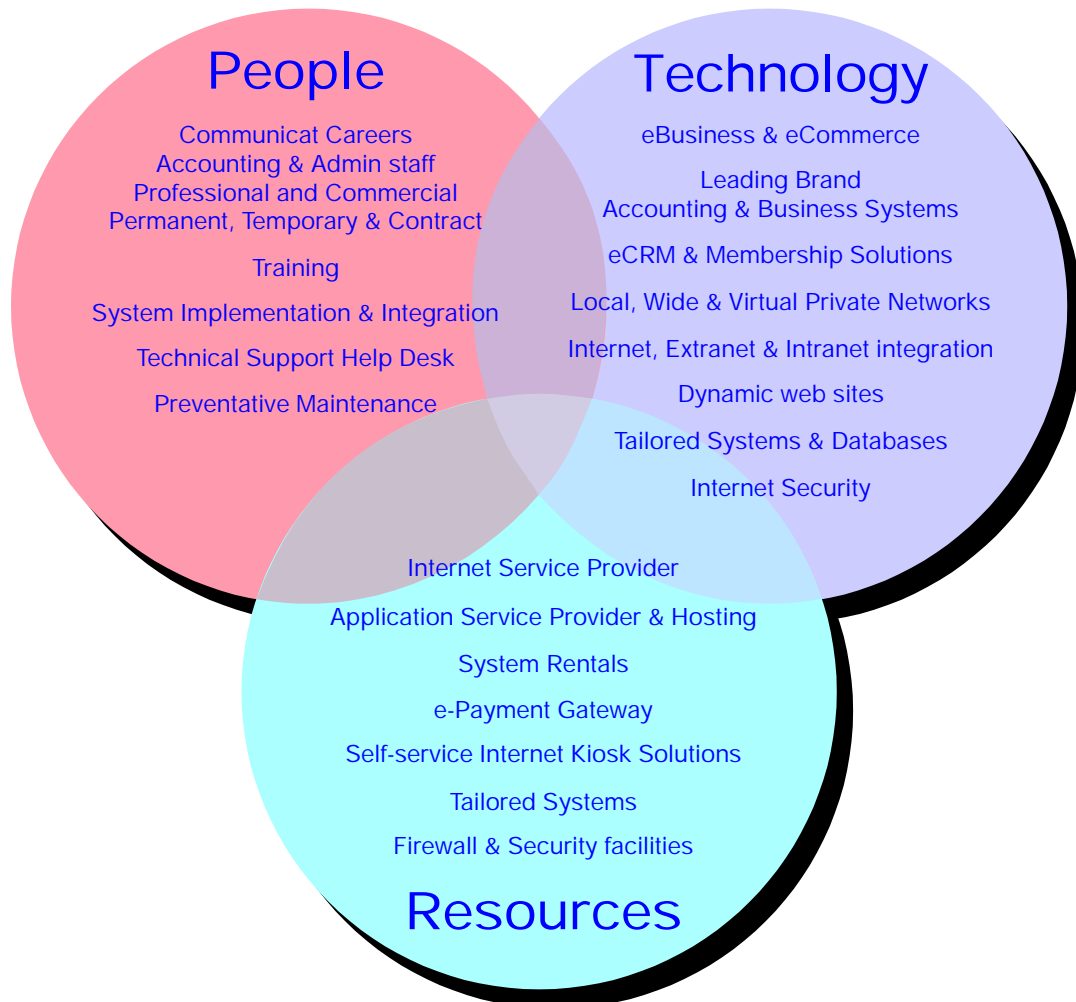 People
Communicat Careers
Accounting & Admin staff
Professional and Commercial
Permanent, Temporary & Contract
Training
System Implementation & Integration
Technical Support Help Desk
Preventative Maintenance
Technology
eBusiness & eCommerce
Leading Brand
Accounting & Business Systems
eCRM & Membership Solutions
Local, Wide & Virtual Private Networks
Internet, Extranet & Intranet integration
Dynamic web sites
Tailored Systems & Databases
Internet Security
Internet Service Provider
Application Service Provider & Hosting
System Rentals
e-Payment Gateway
Self-service Internet Kiosk Solutions
Tailored Systems
Firewall & Security facilities
Resources